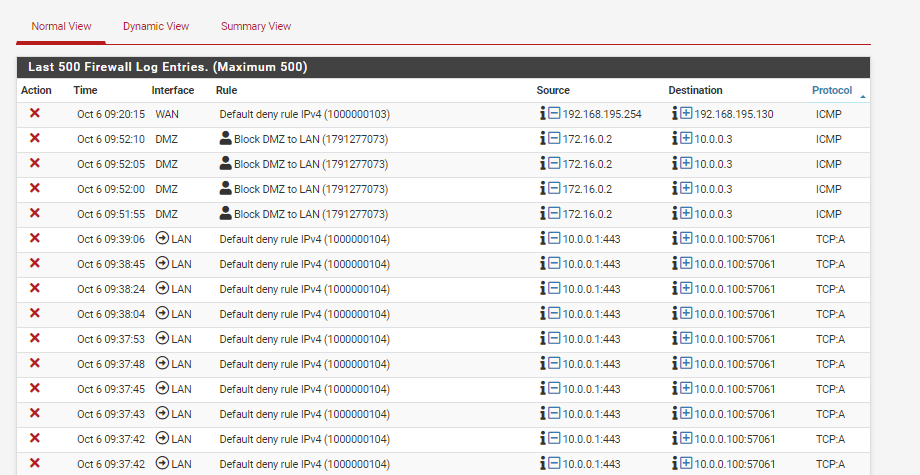 Normal View Dynamic View Summary View
Last 500 Firewall Log Entries. (Maximum 500)
Action Time Interface Rule Source Destination Protocol
Oct 6 09:20:15 WAN Default deny rule IPv4 (1000000103) 192.168.195.254 192.168.195.130 ICMP
Oct 6 09:52:10 DMZ Block DMZ to LAN (1791277073) 172.16.0.2 10.0.0.3 ICMP
Oct 6 09:52:05 DMZ Block DMZ to LAN (1791277073) 172.16.0.2 10.0.0.3 ICMP
Oct 6 09:52:00 DMZ Block DMZ to LAN (1791277073) 172.16.0.2 10.0.0.3 ICMP
Oct 6 09:51:55 DMZ Block DMZ to LAN (1791277073) 172.16.0.2 10.0.0.3 ICMP
Oct 6 09:39:06 LAN Default deny rule IPv4 (1000000104) 10.0.0.1:443 10.0.0.100:57061 TCP:A
Oct 6 09:38:45 LAN Default deny rule IPv4 (1000000104) 10.0.0.1:443 10.0.0.100:57061 TCP:A
Oct 6 09:38:24 LAN Default deny rule IPv4 (1000000104) 10.0.0.1:443 10.0.0.100:57061 TCP:A
Oct 6 09:38:04 LAN Default deny rule IPv4 (1000000104) 10.0.0.1:443 10.0.0.100:57061 TCP:A
Oct 6 09:37:53 LAN Default deny rule IPv4 (1000000104) 10.0.0.1:443 10.0.0.100:57061 TCP:A
Oct 6 09:37:48 LAN Default deny rule IPv4 (1000000104) 10.0.0.1:443 10.0.0.100:57061 TCP:A
Oct 6 09:37:45 LAN Default deny rule IPv4 (1000000104) 10.0.0.1:443 10.0.0.100:57061 TCP:A
Oct 6 09:37:43 LAN Default deny rule IPv4 (1000000104) 10.0.0.1:443 10.0.0.100:57061 TCP:A
Oct 6 09:37:42 LAN Default deny rule IPv4 (1000000104) 10.0.0.1:443 10.0.0.100:57061 TCP:A
Oct 6 09:37:42 LAN Default deny rule IPv4 (1000000104) 10.0.0.1:443 10.0.0.100:57061 TCP:A